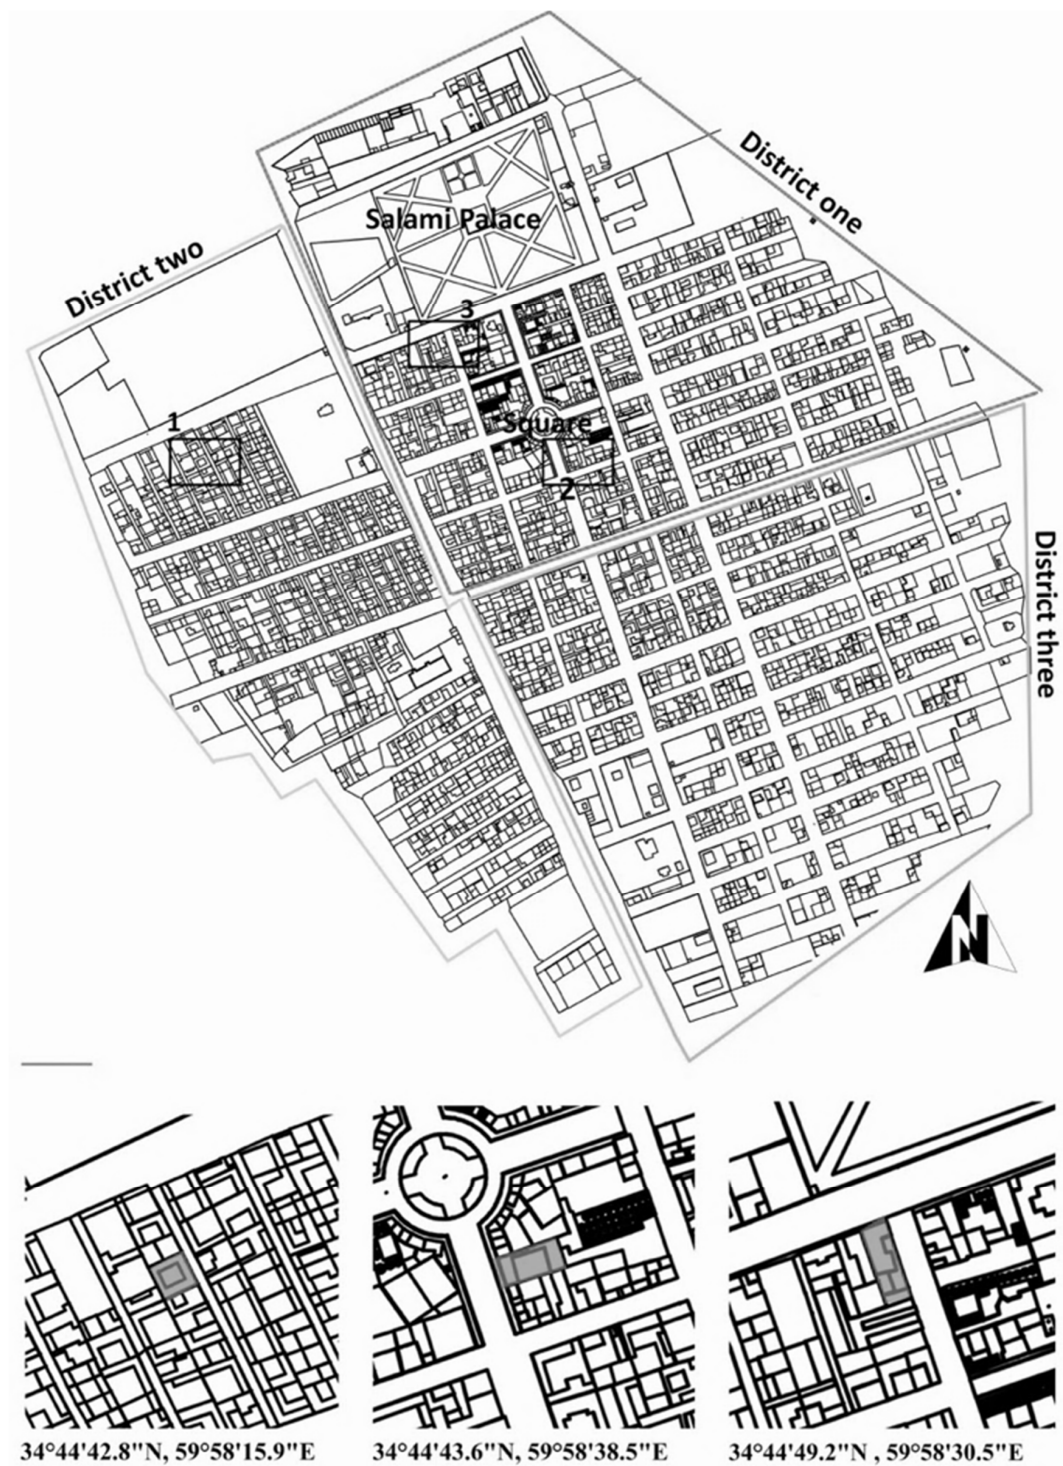 District one
Salami Palace
District two
3
1
Square
2
District three
N
34°44'42.8"N, 59°58'15.9"E
34°44'43.6"N, 59°58'38.5"E
34°44'49.2"N , 59°58'30.5"E